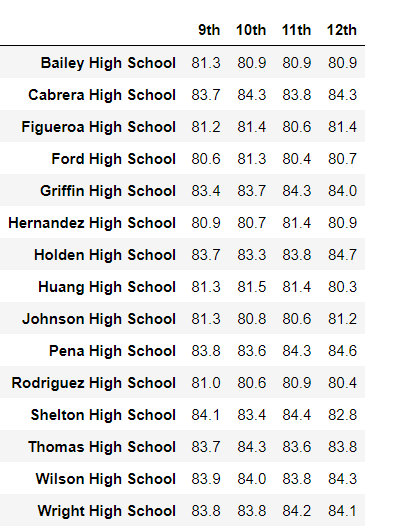 9th 10th 11th 12th
Bailey High School 81.3 80.9 80.9 80.9
Cabrera High School 83.7 84.3 83.8 84.3
Figueroa High School 81.2 81.4 80.6 81.4
Ford High School 80.6 81.3 80.4 80.7
Griffin High School 83.4 83.7 84.3 84.0
Hernandez High School 80.9 80.7 81.4 80.9
Holden High School 83.7 83.3 83.8 84.7
Huang High School 81.3 81.5 81.4 80.3
Johnson High School 81.3 80.8 80.6 81.2
Pena High School 83.8 83.6 84.3 84.6
Rodriguez High School 81.0 80.6 80.9 80.4
Shelton High School 84.1 83.4 84.4 82.8
Thomas High School 83.7 84.3 83.6 83.8
Wilson High School 83.9 84.0 83.8 84.3
Wright High School 83.8 83.8 84.2 84.1